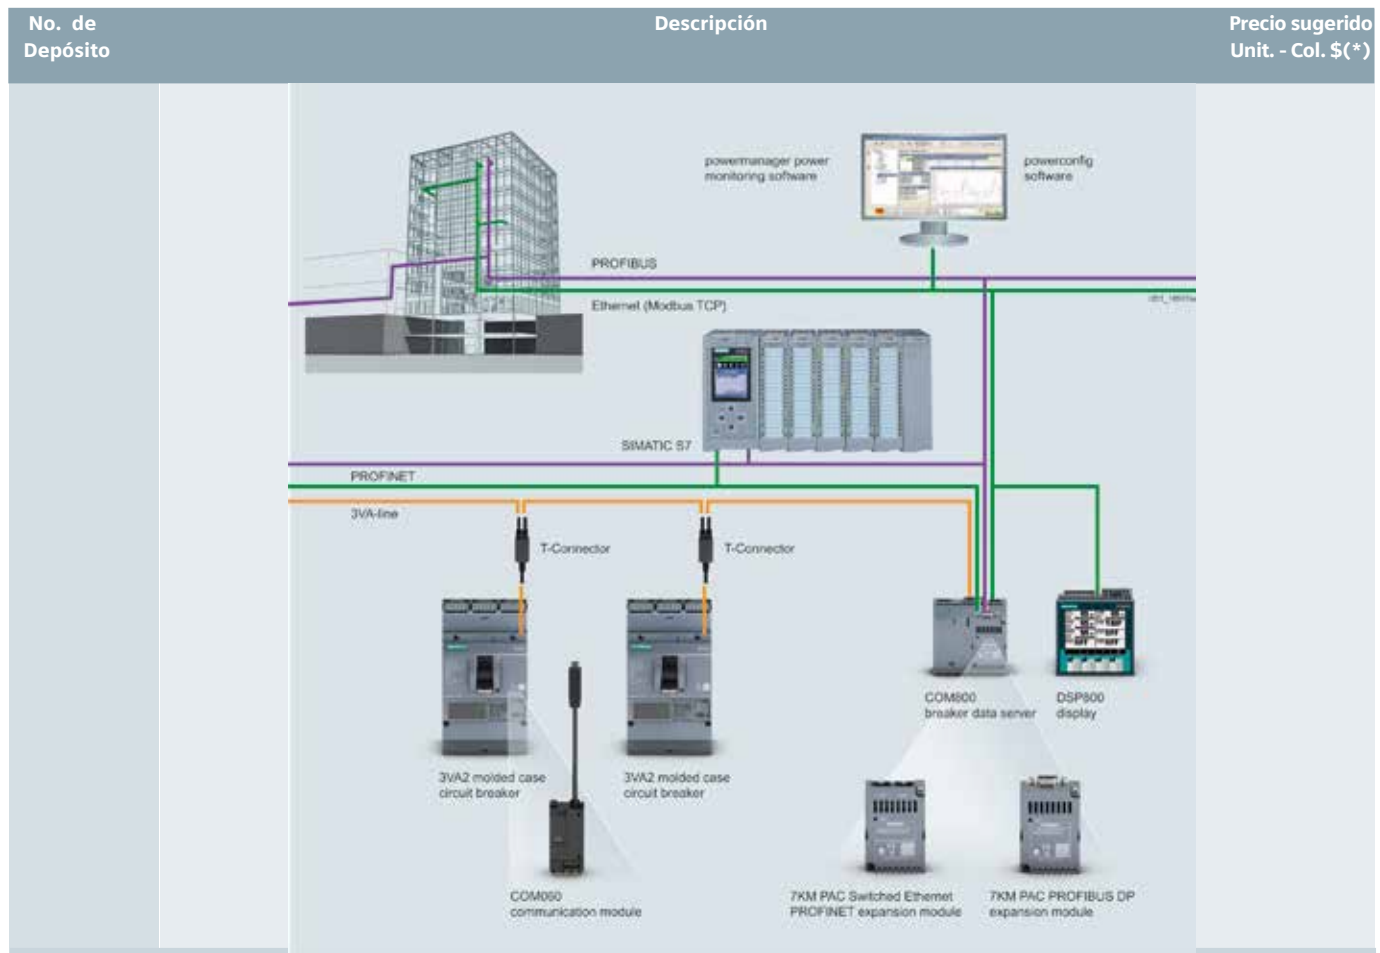 No. de
Depósito
Descripción
Precio sugerido
Unit. - Col. $(*)
powermanager power
monitoring software
powerconfig
software
PROFIBUS
Ethernet (Modbus TCP)
SIMATIC S7
PROFINET
3VA-line
T-Connector
T-Connector
COM800
breaker data server
DSP800
display
3VA2 molded case
circuit breaker
3VA2 molded case
circuit breaker
COM060
communication module
7KM PAC Switched Ethernet
PROFINET expansion module
7KM PAC PROFIBUS DP
expansion module